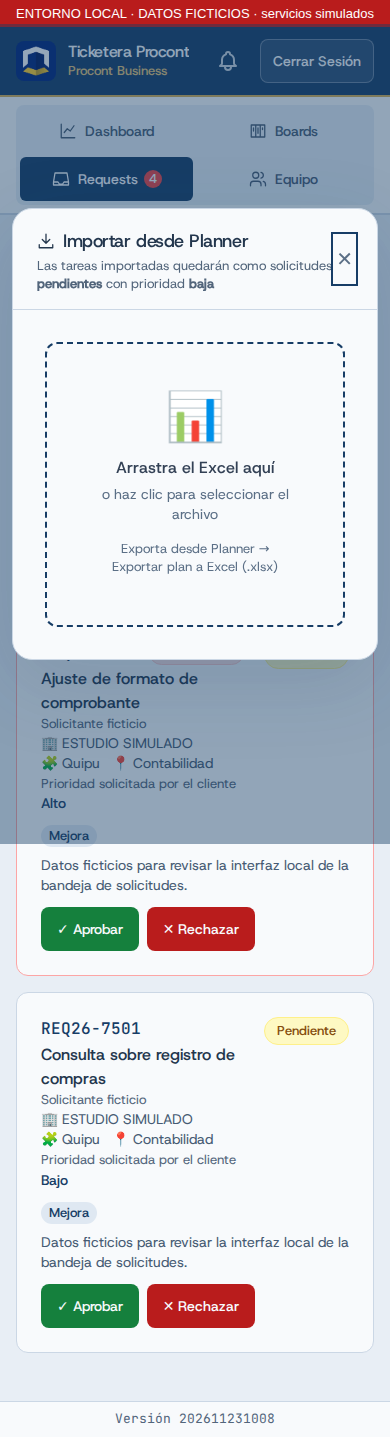 ENTORNO LOCAL · DATOS FICTICIOS · servicios simulados
Ticketera Procont
Procont Business
Cerrar Sesión
Dashboard
Boards
Requests 4
Equipo
Importar desde Planner
Las tareas importadas quedarán como solicitudes
pendientes con prioridad baja
Arrastra el Excel aquí
o haz clic para seleccionar el
archivo
Exporta desde Planner →
Exportar plan a Excel (.xlsx)
Ajuste de formato de
comprobante
Solicitante ficticio
ESTUDIO SIMULADO
Quipu Contabilidad
Prioridad solicitada por el cliente
Alto
Mejora
Datos ficticios para revisar la interfaz local de la
bandeja de solicitudes.
✓ Aprobar ✕ Rechazar
REQ26-7501 Pendiente
Consulta sobre registro de
compras
Solicitante ficticio
ESTUDIO SIMULADO
Quipu Contabilidad
Prioridad solicitada por el cliente
Bajo
Mejora
Datos ficticios para revisar la interfaz local de la
bandeja de solicitudes.
✓ Aprobar ✕ Rechazar
Versión 202611231008